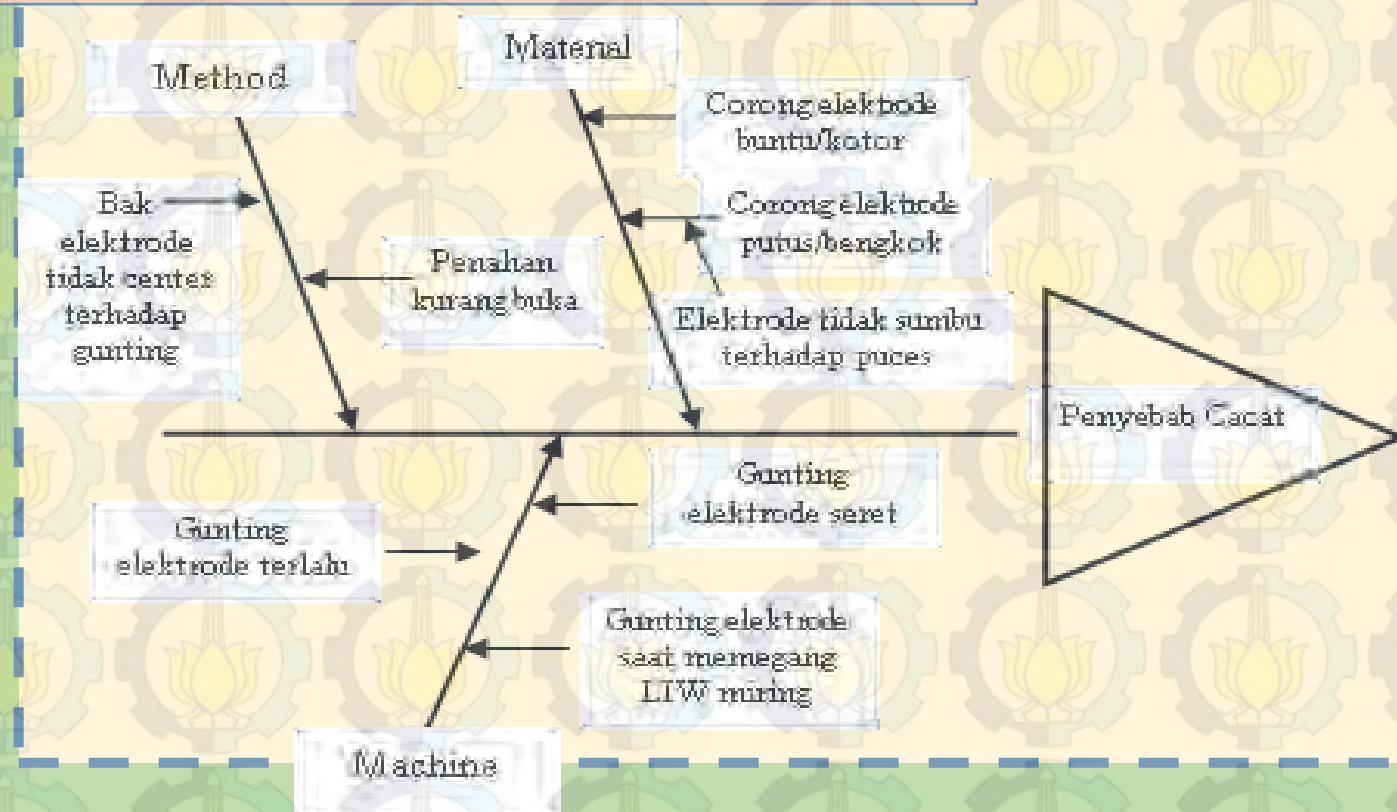 Method
Material
Corong elektrode
buntu/kotor
Bak
elektrode
tidak center
terhadap
gunting
Penahan
kurang buka
Corong elektrode
putus/bengkok
Elektrode tidak sumbu
terhadap puces
Penyebab Cacat
Gunting
elektrode terlalu
Gunting
elektrode seret
Gunting elektrode
saat memegang
LTW miring
Machine